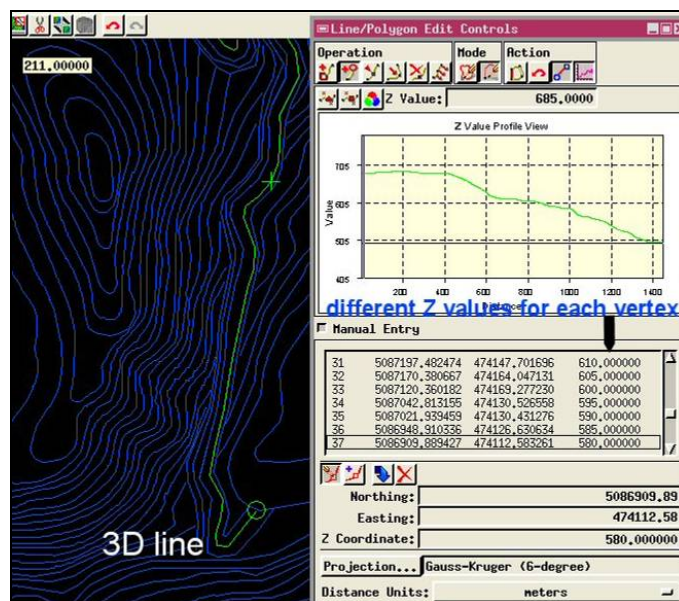 Line/Polygon Edit Controls
Operation Mode Action
211.00000
Z Value: 685.0000
Z Value Profile View
705
605
505
405
Value
200 400 600 800 1000 1200 1400
Distance
different Z values for each vertex
Manual Entry
31 5087197.482474 474147.701696 610.000000
32 5087170.380667 474164.047131 605.000000
33 5087120.360182 474169.277230 600.000000
34 5087042.813155 474130.526558 595.000000
35 5087021.939459 474130.431276 590.000000
36 5086948.910336 474126.630634 585.000000
37 5086909.889427 474112.583261 580.000000
Northing: 5086909.89
Easting: 474112.58
Z Coordinate: 580.000000
3D line
Projection... Gauss-Kruger (6-degree)
Distance Units: meters